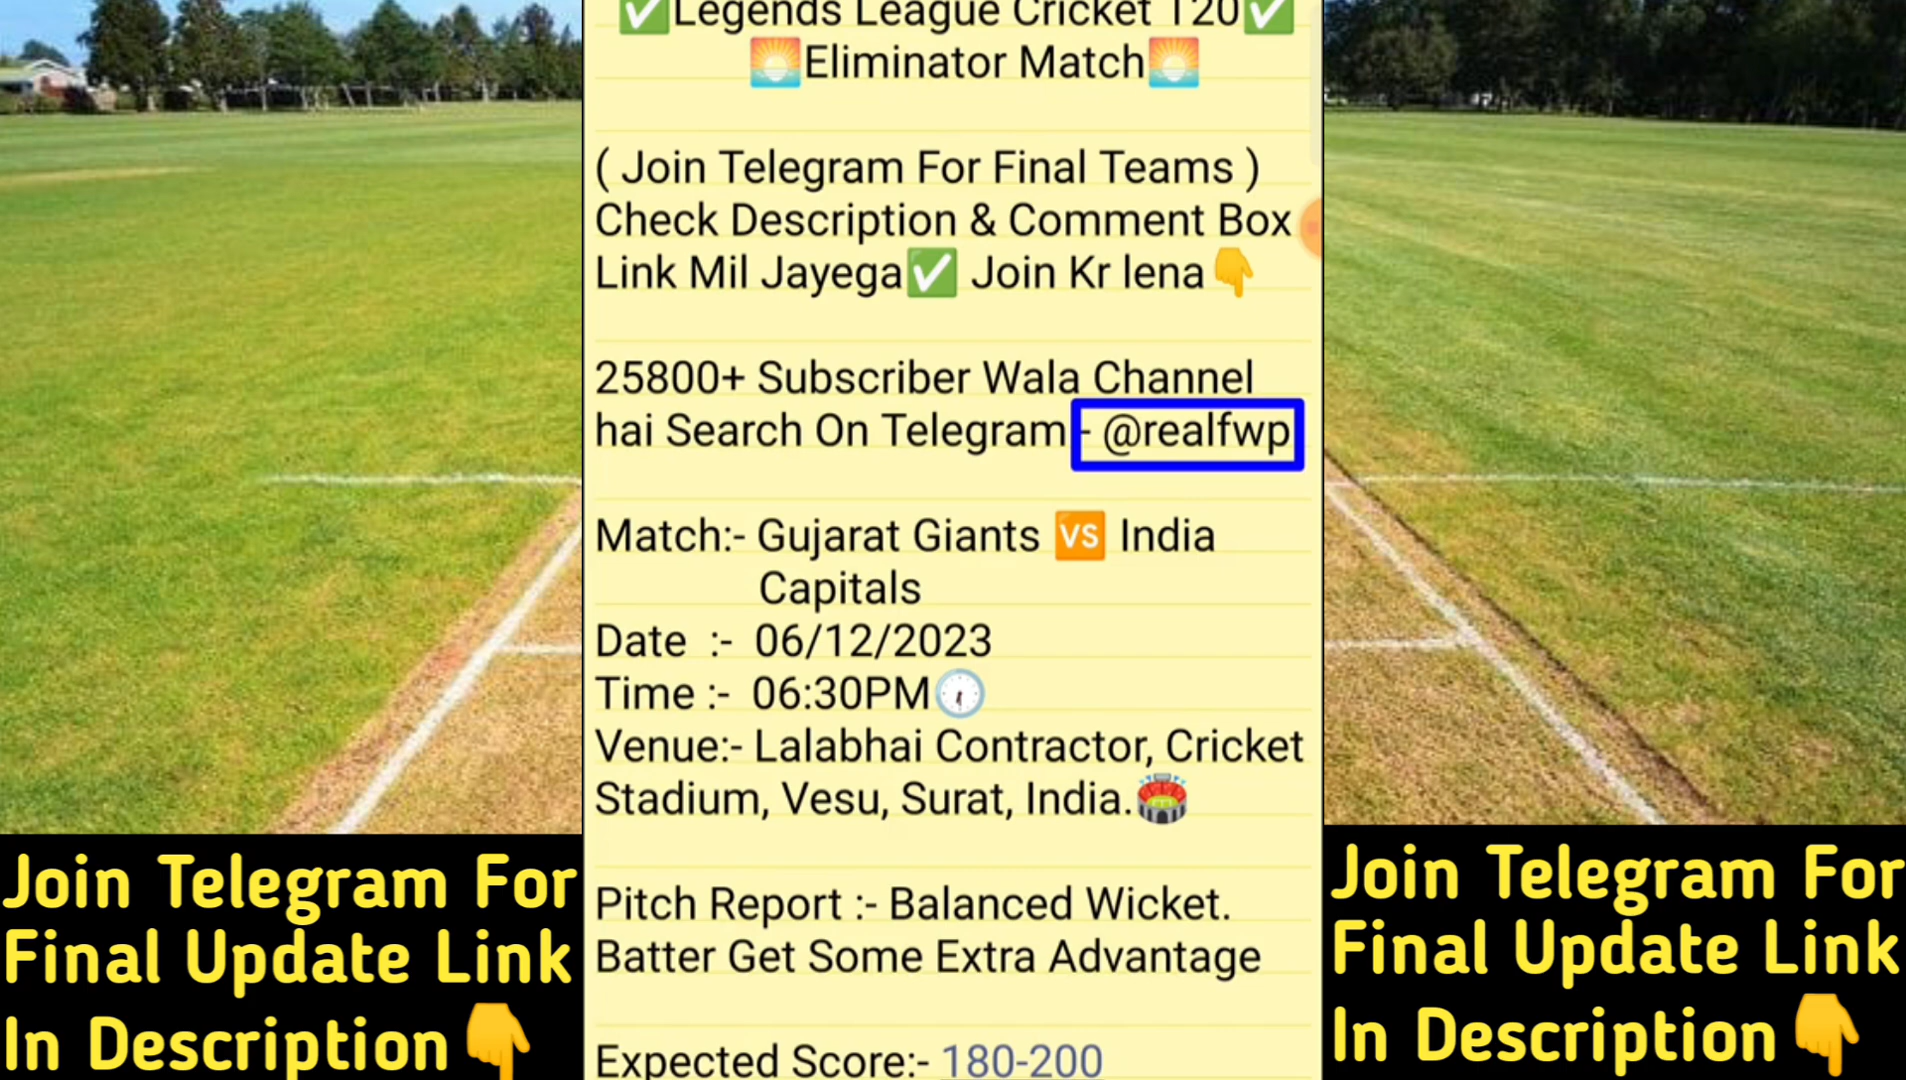 ✅Legends League Cricket T20✅
🌅Eliminator Match🌅
( Join Telegram For Final Teams )
Check Description & Comment Box
Link Mil Jayega✅ Join Kr lena👇
25800+ Subscriber Wala Channel
hai Search On Telegram - @realfwp
Match:- Gujarat Giants 🆚 India
Capitals
Date :- 06/12/2023
Time :- 06:30PM🕡
Venue:- Lalabhai Contractor, Cricket
Stadium, Vesu, Surat, India.🏟️
Pitch Report :- Balanced Wicket.
Batter Get Some Extra Advantage
Expected Score:- 180-200
Join Telegram For
Final Update Link
In Description👇
Join Telegram For
Final Update Link
In Description👇